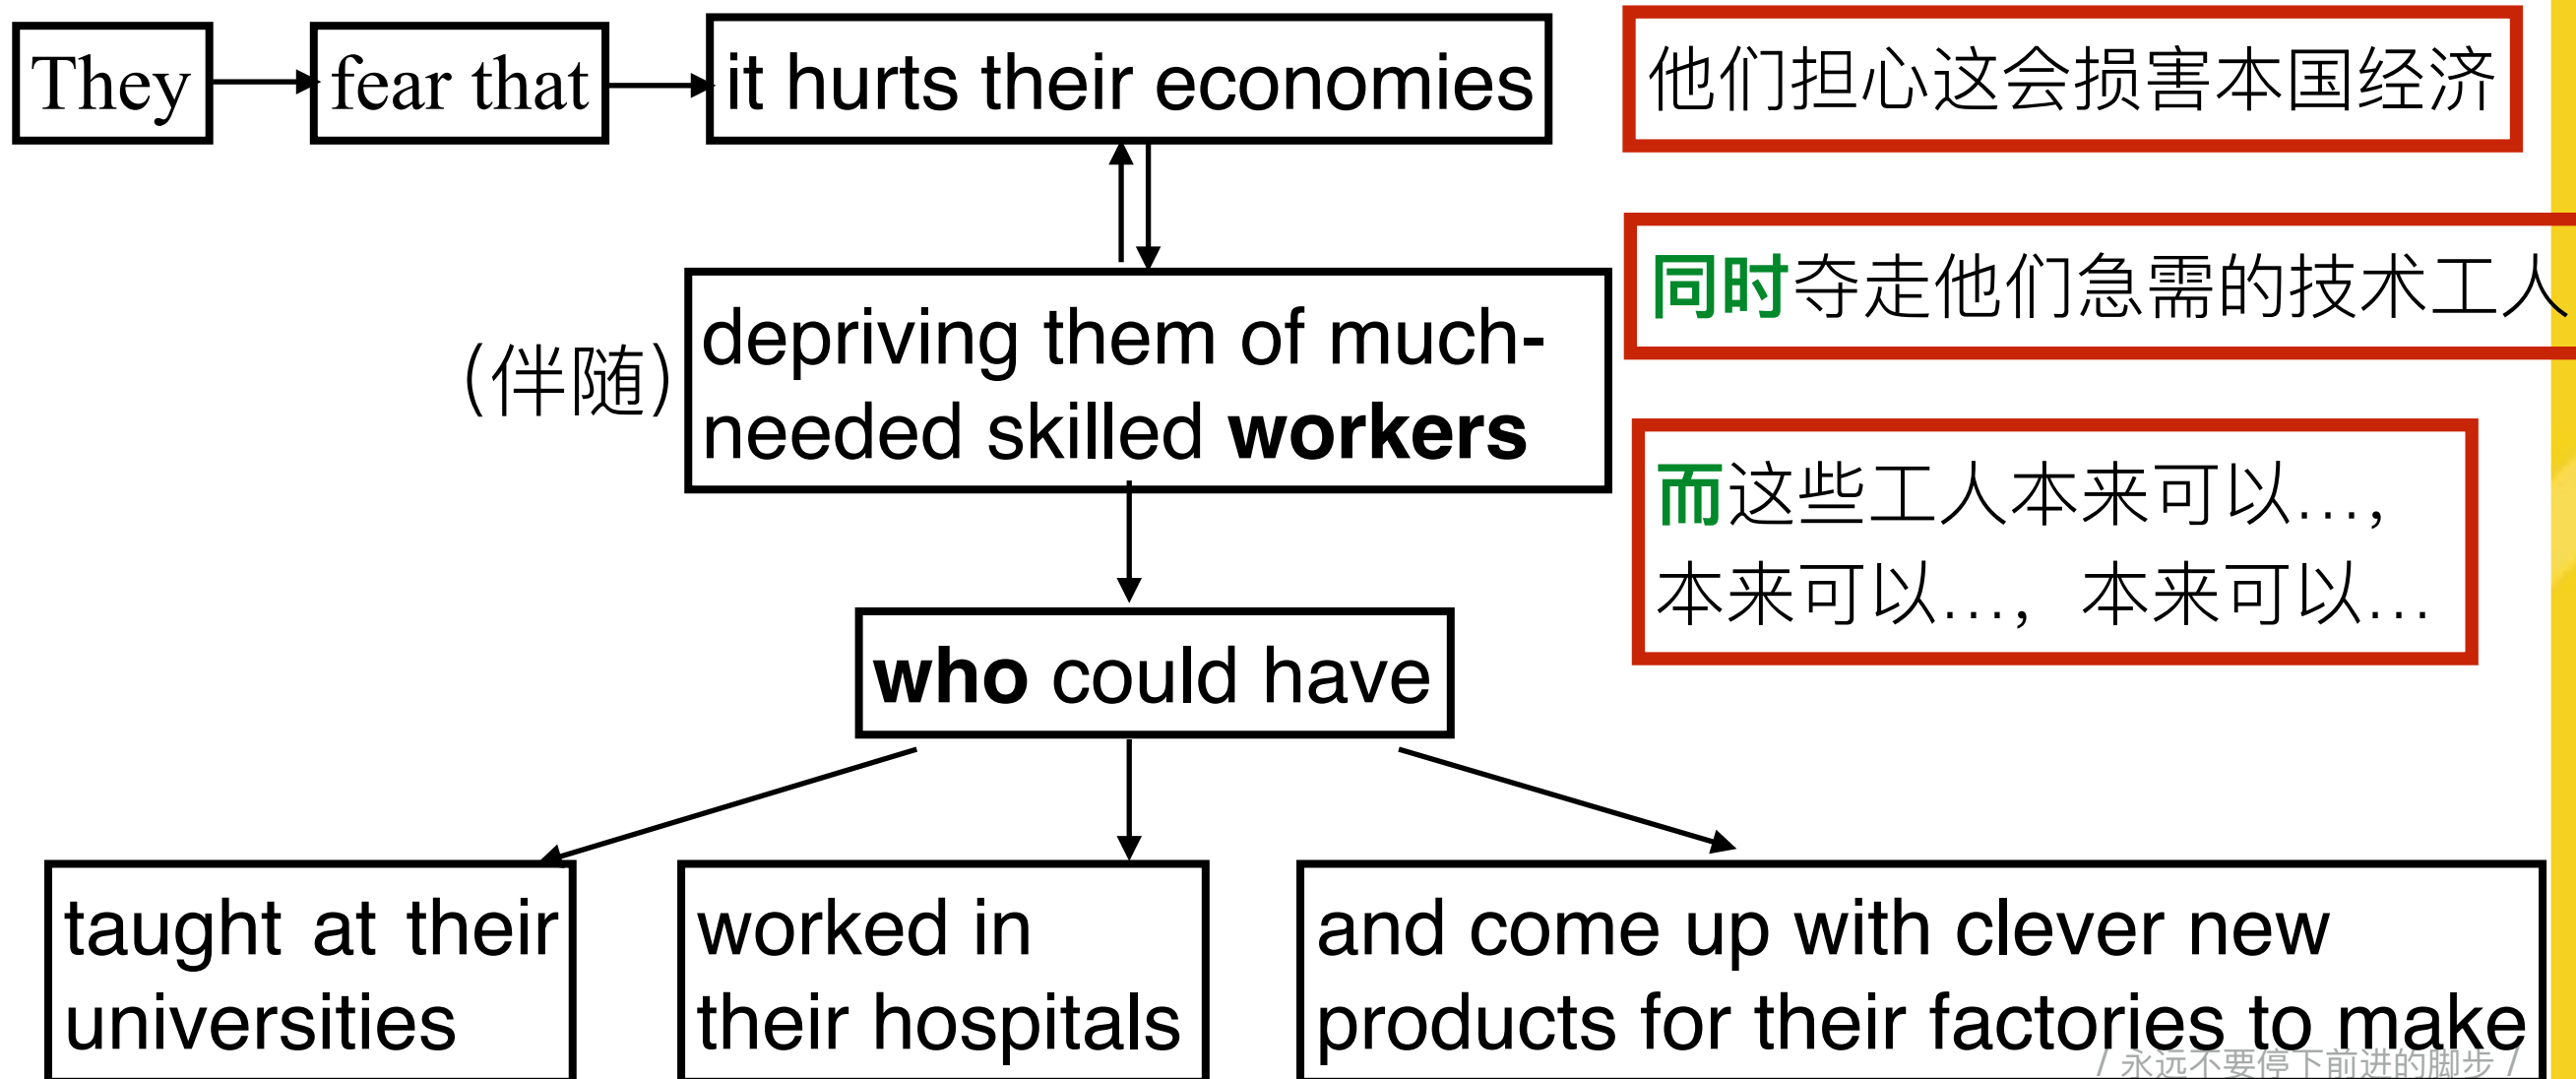 They
fear that
it hurts their economies
他们担心这会损害本国经济
(伴随)
depriving them of much-
needed skilled workers
同时夺走他们急需的技术工人
who could have
而这些工人本来可以…，
本来可以…，本来可以…
taught at their
universities
worked in
their hospitals
and come up with clever new
products for their factories to make
/ 永远不要停下前进的脚步 /